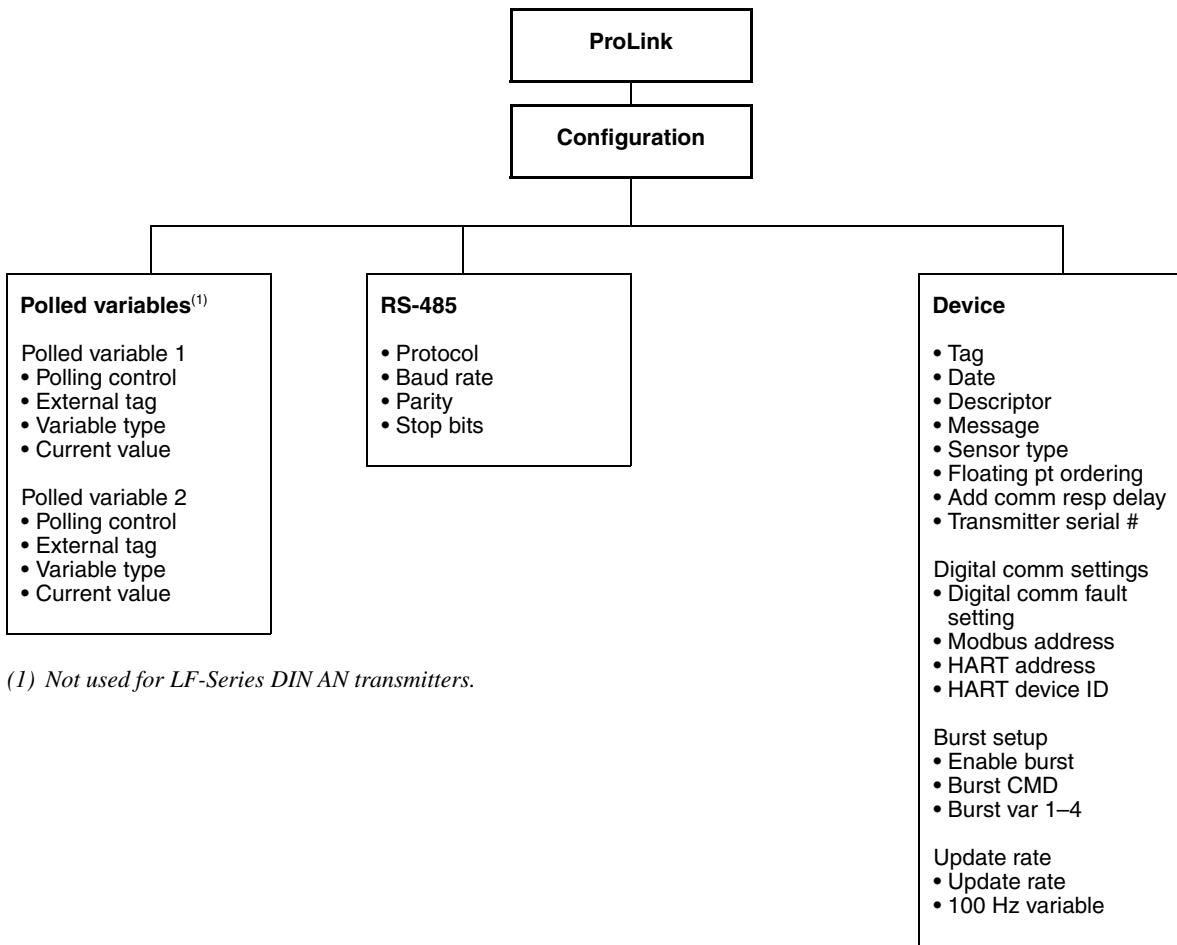 ProLink
Configuration
Polled variables(1)
Polled variable 1
• Polling control
• External tag
• Variable type
• Current value
Polled variable 2
• Polling control
• External tag
• Variable type
• Current value
RS-485
• Protocol
• Baud rate
• Parity
• Stop bits
Device
• Tag
• Date
• Descriptor
• Message
• Sensor type
• Floating pt ordering
• Add comm resp delay
• Transmitter serial #
Digital comm settings
• Digital comm fault
setting
• Modbus address
• HART address
• HART device ID
Burst setup
• Enable burst
• Burst CMD
• Burst var 1–4
Update rate
• Update rate
• 100 Hz variable
(1) Not used for LF-Series DIN AN transmitters.